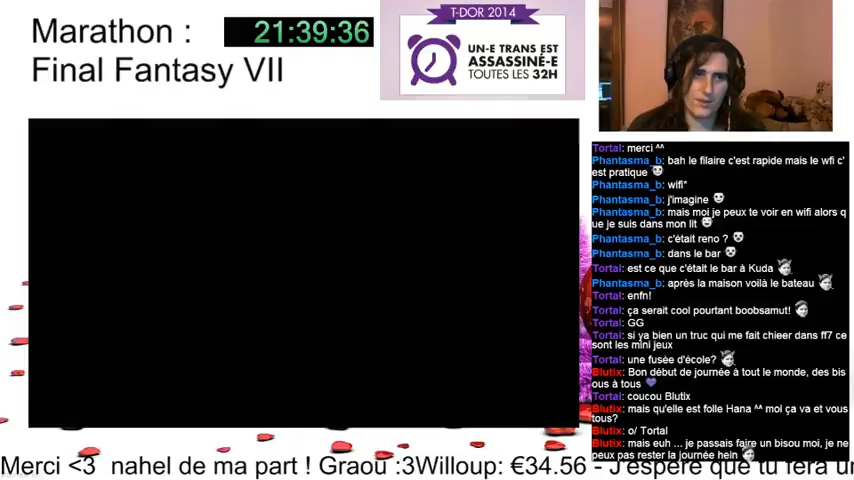 Marathon :
Final Fantasy VII
21:39:36
T-DOR 2014
UN-E TRANS EST
ASSASSINÉ-E
TOUTES LES 32H
Tortal: merci ^^
Phantasma_b: bah le filaire c'est rapide mais le wfi c'
est pratique
Phantasma_b: wifi*
Phantasma_b: j'imagine
Phantasma_b: mais moi je peux te voir en wifi alors q
ue je suis dans mon lit
Phantasma_b: c'était reno ?
Phantasma_b: dans le bar
Tortal: est ce que c'était le bar à Kuda
Phantasma_b: après la maison voilà le bateau
Tortal: enfn!
Tortal: ça serait cool pourtant boobsamut!
Tortal: GG
Tortal: si ya bien un truc qui me fait chieer dans ff7 ce
sont les mini jeux
Tortal: une fusée d'école?
Blutix: Bon début de journée à tout le monde, des bis
ous à tous
Tortal: coucou Blutix
Blutix: mais qu'elle est folle Hana ^^ moi ça va et vous
tous?
Blutix: o/ Tortal
Blutix: mais euh ... je passais faire un bisou moi, je ne
peux pas rester la journée hein
Merci <3 nahel de ma part ! Graou :3Willoup: €34.56 - J'espère que tu fera un